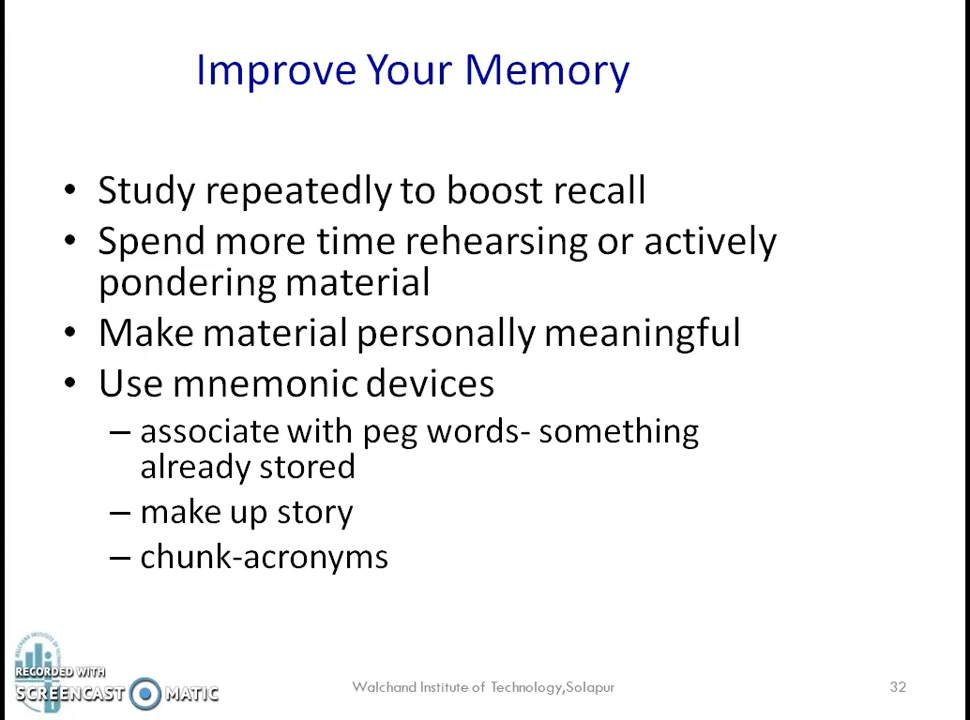 Improve Your Memory
• Study repeatedly to boost recall
• Spend more time rehearsing or actively
pondering material
• Make material personally meaningful
• Use mnemonic devices
– associate with peg words- something
already stored
– make up story
– chunk-acronyms
RECORDED WITH
SCREENCAST MATIC
Walchand Institute of Technology,Solapur
32